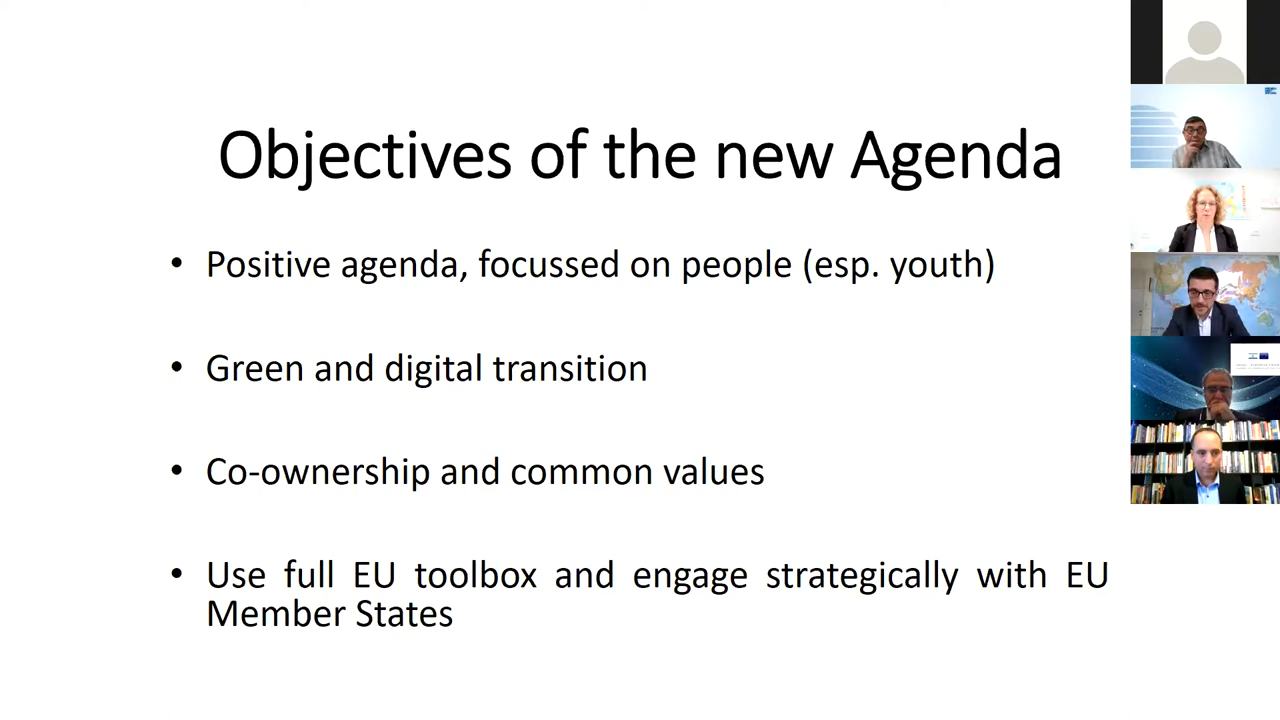 Objectives of the new Agenda
• Positive agenda, focussed on people (esp. youth)
• Green and digital transition
• Co-ownership and common values
• Use full EU toolbox and engage strategically with EU
Member States